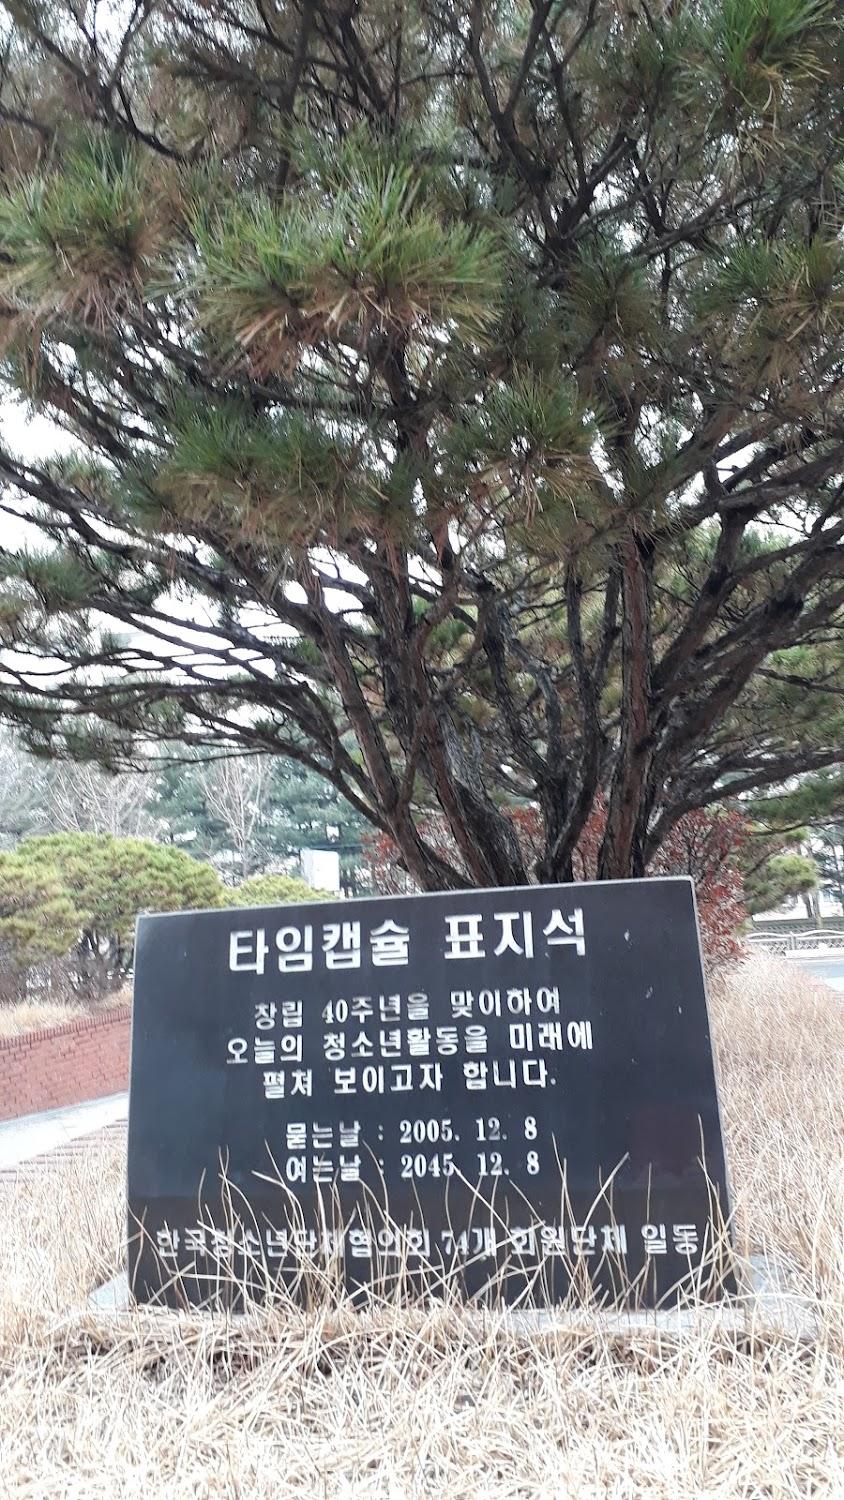 타임캡슐 표지석
창립 40주년을 맞이하여
오늘의 청소년활동을 미래에
펼쳐 보이고자 합니다.
묻는날 : 2005. 12. 8
여는날 : 2045. 12. 8
한국청소년단체협의회 74개 회원단체 일동